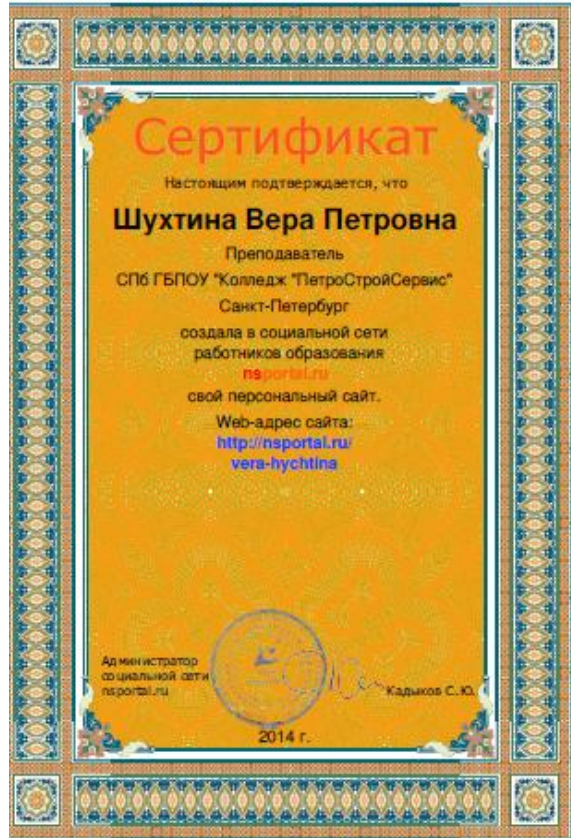 Сертификат
Настоящим подтверждается, что
Шухтина Вера Петровна
Преподаватель
СПб ГБПОУ "Колледж "ПетроСтройСервис"
Санкт-Петербург
создала в социальной сети
работников образования
nsportal.ru
свой персональный сайт.
Web-адрес сайта:
http://nsportal.ru/
vera-hychtina
Администратор
социальной сети
nsportal.ru
Кадыков С.Ю.
2014 г.